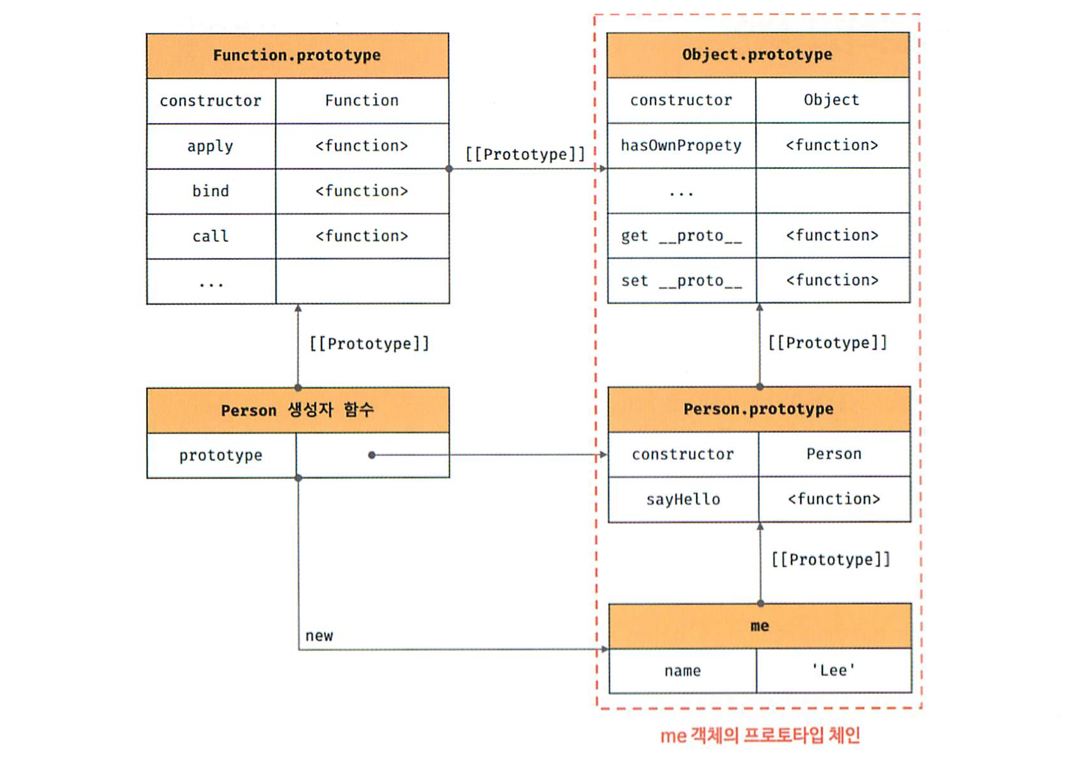 Function.prototype
constructor Function
apply <function>
bind <function>
call <function>
...
[[Prototype]]
Object.prototype
constructor Object
hasOwnPropety <function>
...
get __proto__ <function>
set __proto__ <function>
[[Prototype]]
[[Prototype]]
Person 생성자 함수
prototype
Person.prototype
constructor Person
sayHello <function>
[[Prototype]]
new
me
name 'Lee'
me 객체의 프로토타입 체인